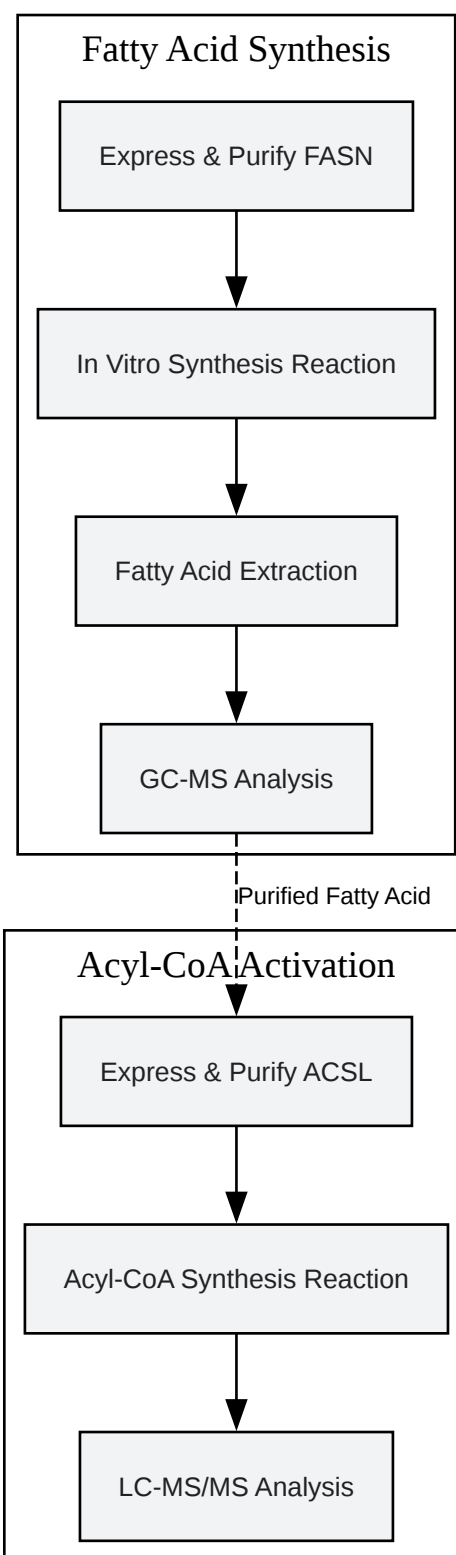 Fatty Acid Synthesis
Express & Purify FASN
In Vitro Synthesis Reaction
Fatty Acid Extraction
GC-MS Analysis
Purified Fatty Acid
Acyl-CoA Activation
Express & Purify ACSL
Acyl-CoA Synthesis Reaction
LC-MS/MS Analysis